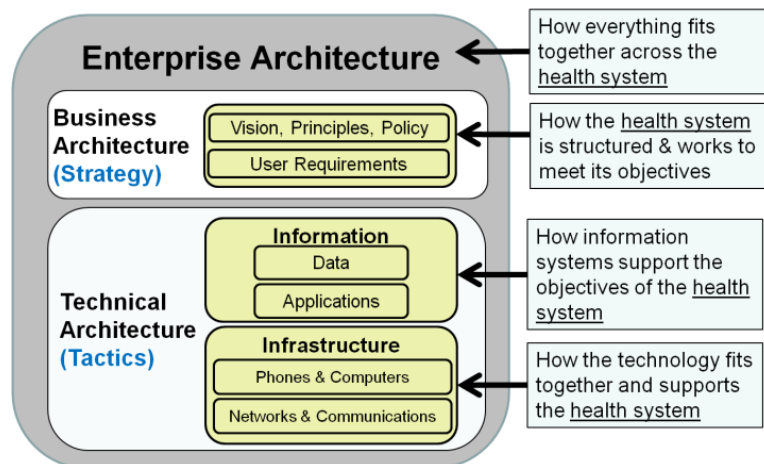 Enterprise Architecture
How everything fits
together across the
health system
Business
Architecture
(Strategy)
Vision, Principles, Policy
User Requirements
How the health system
is structured & works to
meet its objectives
Technical
Architecture
(Tactics)
Information
Data
Applications
How information
systems support the
objectives of the health
system
Infrastructure
Phones & Computers
Networks & Communications
How the technology fits
together and supports
the health system